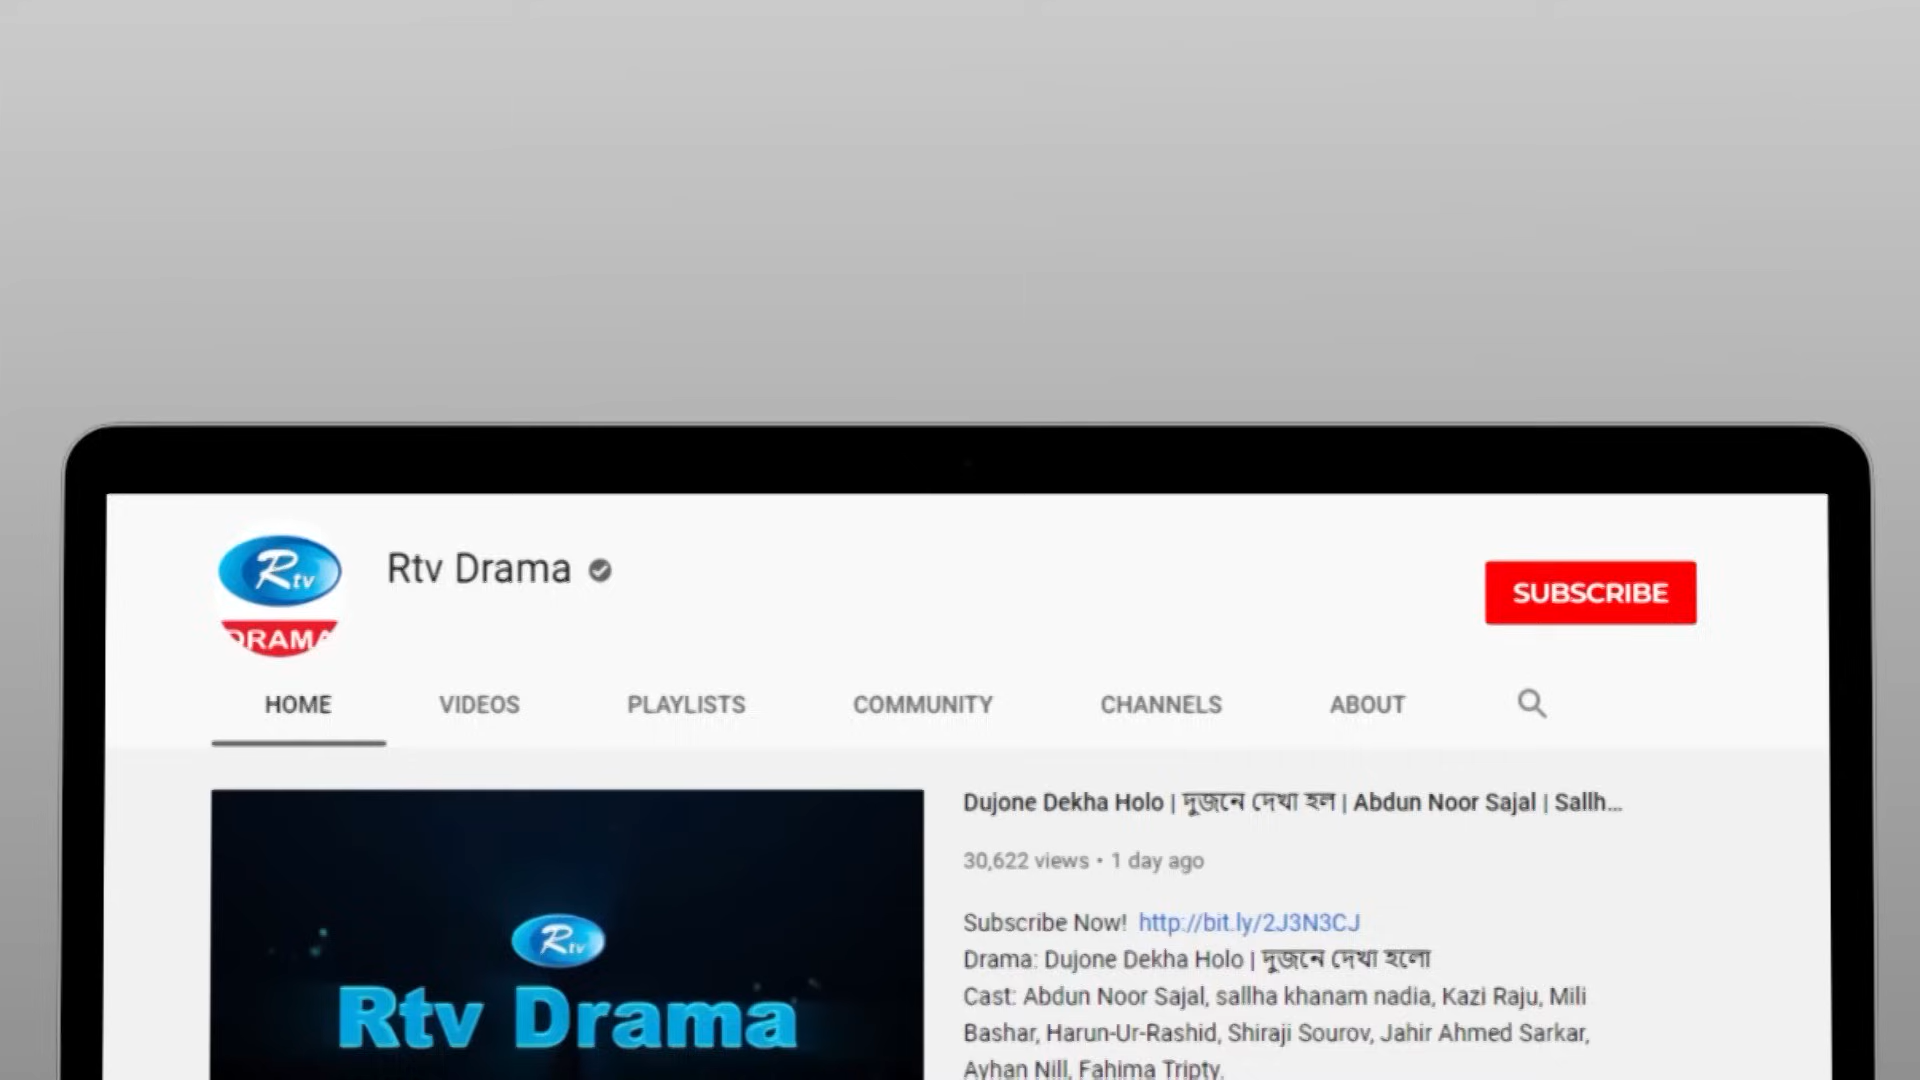 Rtv
DRAMA
Rtv Drama
SUBSCRIBE
HOME
VIDEOS
PLAYLISTS
COMMUNITY
CHANNELS
ABOUT
Rtv
Rtv Drama
Dujone Dekha Holo | দুজনে দেখা হল | Abdun Noor Sajal | Sallh...
30,622 views • 1 day ago
Subscribe Now! http://bit.ly/2J3N3CJ
Drama: Dujone Dekha Holo | দুজনে দেখা হলো
Cast: Abdun Noor Sajal, sallha khanam nadia, Kazi Raju, Mili
Bashar, Harun-Ur-Rashid, Shiraji Sourov, Jahir Ahmed Sarkar,
Ayhan Nill, Fahima Tripty.